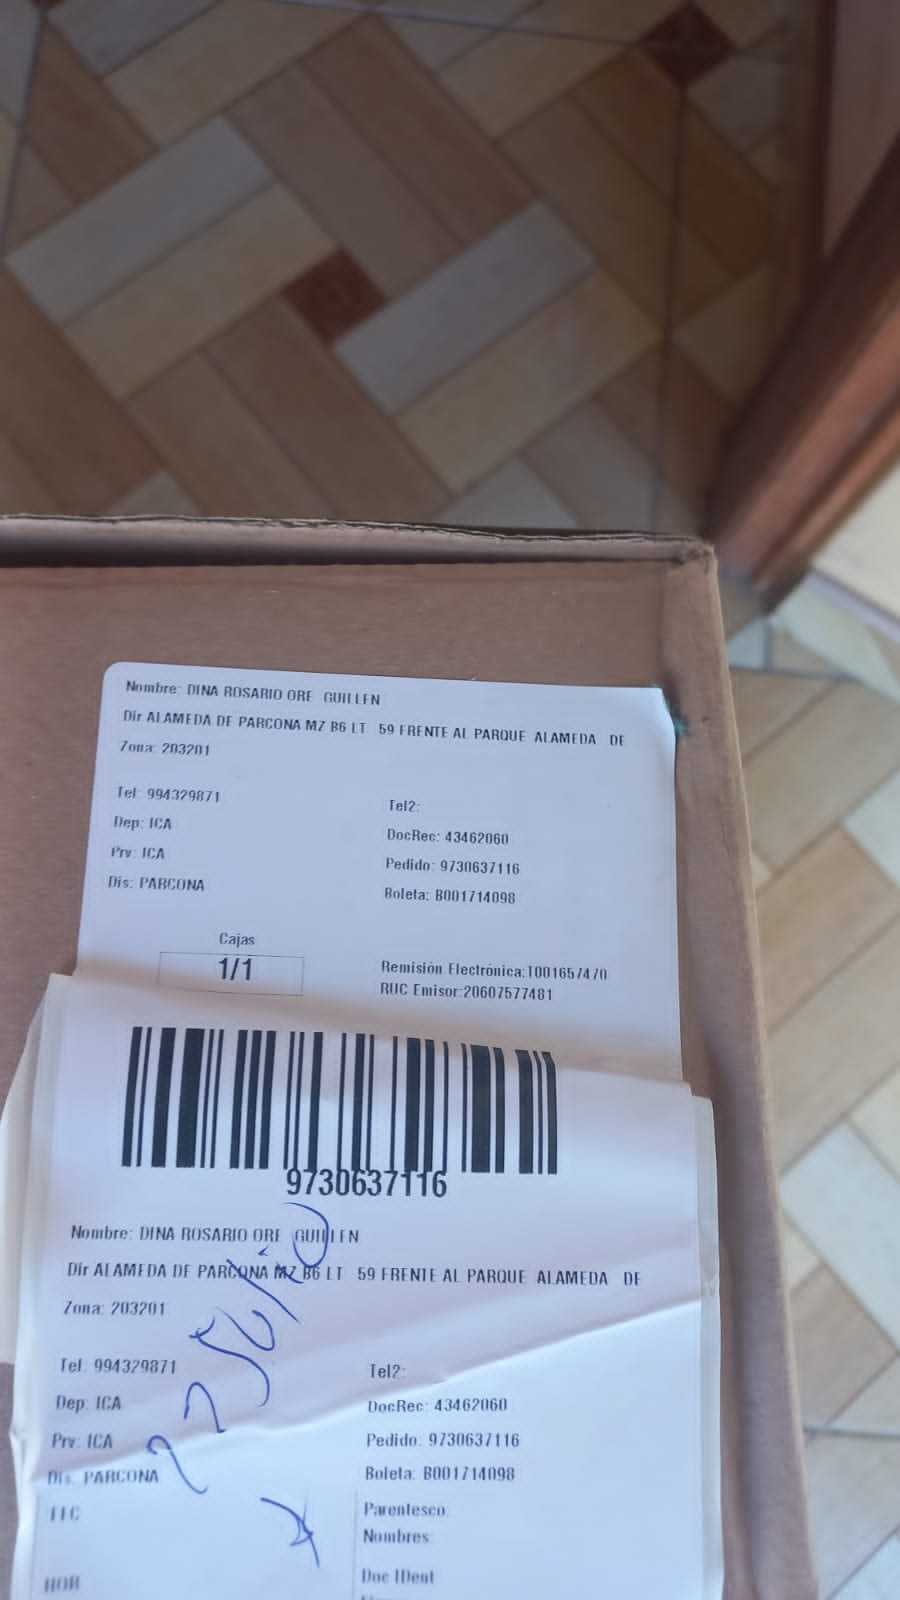 Nombre: DINA ROSARIO ORE GUILLEN
Dir ALAMEDA DE PARCONA MZ B6 LT 59 FRENTE AL PARQUE ALAMEDA DE
Zona: 203201
Tel: 994329871
Tel2:
Dep: ICA
DocRec: 43462060
Prv: ICA
Pedido: 9730637116
Dis: PARCONA
Boleta: B001714098
Cajas
1/1
Remisión Electrónica:T001657470
RUC Emisor:20607577481
9730637116
Nombre: DINA ROSARIO ORE GUILLEN
Dir ALAMEDA DE PARCONA MZ B6 LT 59 FRENTE AL PARQUE ALAMEDA DE
Zona: 203201
Tel: 994329871
Tel2:
Dep: ICA
DocRec: 43462060
Prv: ICA
Pedido: 9730637116
Dis: PARCONA
Boleta: B001714098
Parentesco:
Nombres:
HOR
Doc IDent